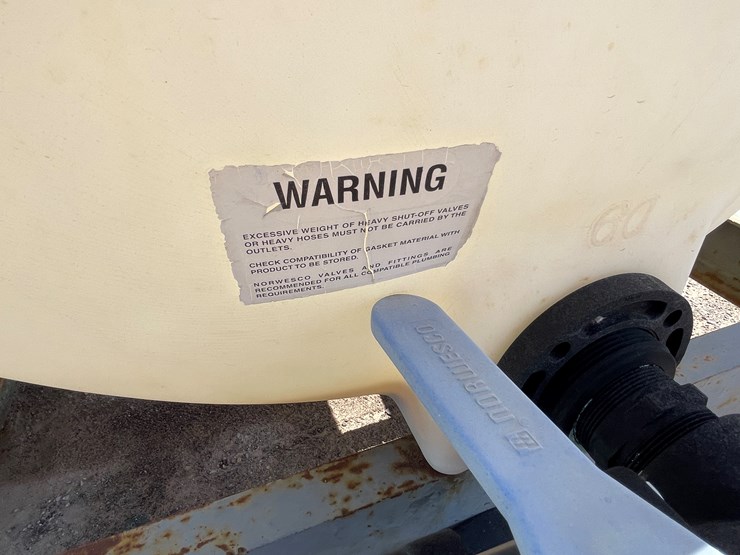 WARNING
EXCESSIVE WEIGHT OF HEAVY SHUT-OFF VALVES
OR HEAVY HOSES MUST NOT BE CARRIED BY THE
OUTLETS.
CHECK COMPATIBILITY OF GASKET MATERIAL WITH
PRODUCT TO BE STORED.
NORWESCO VALVES AND FITTINGS ARE
RECOMMENDED FOR ALL COMPATIBLE PLUMBING
REQUIREMENTS.
60
NORWESCO